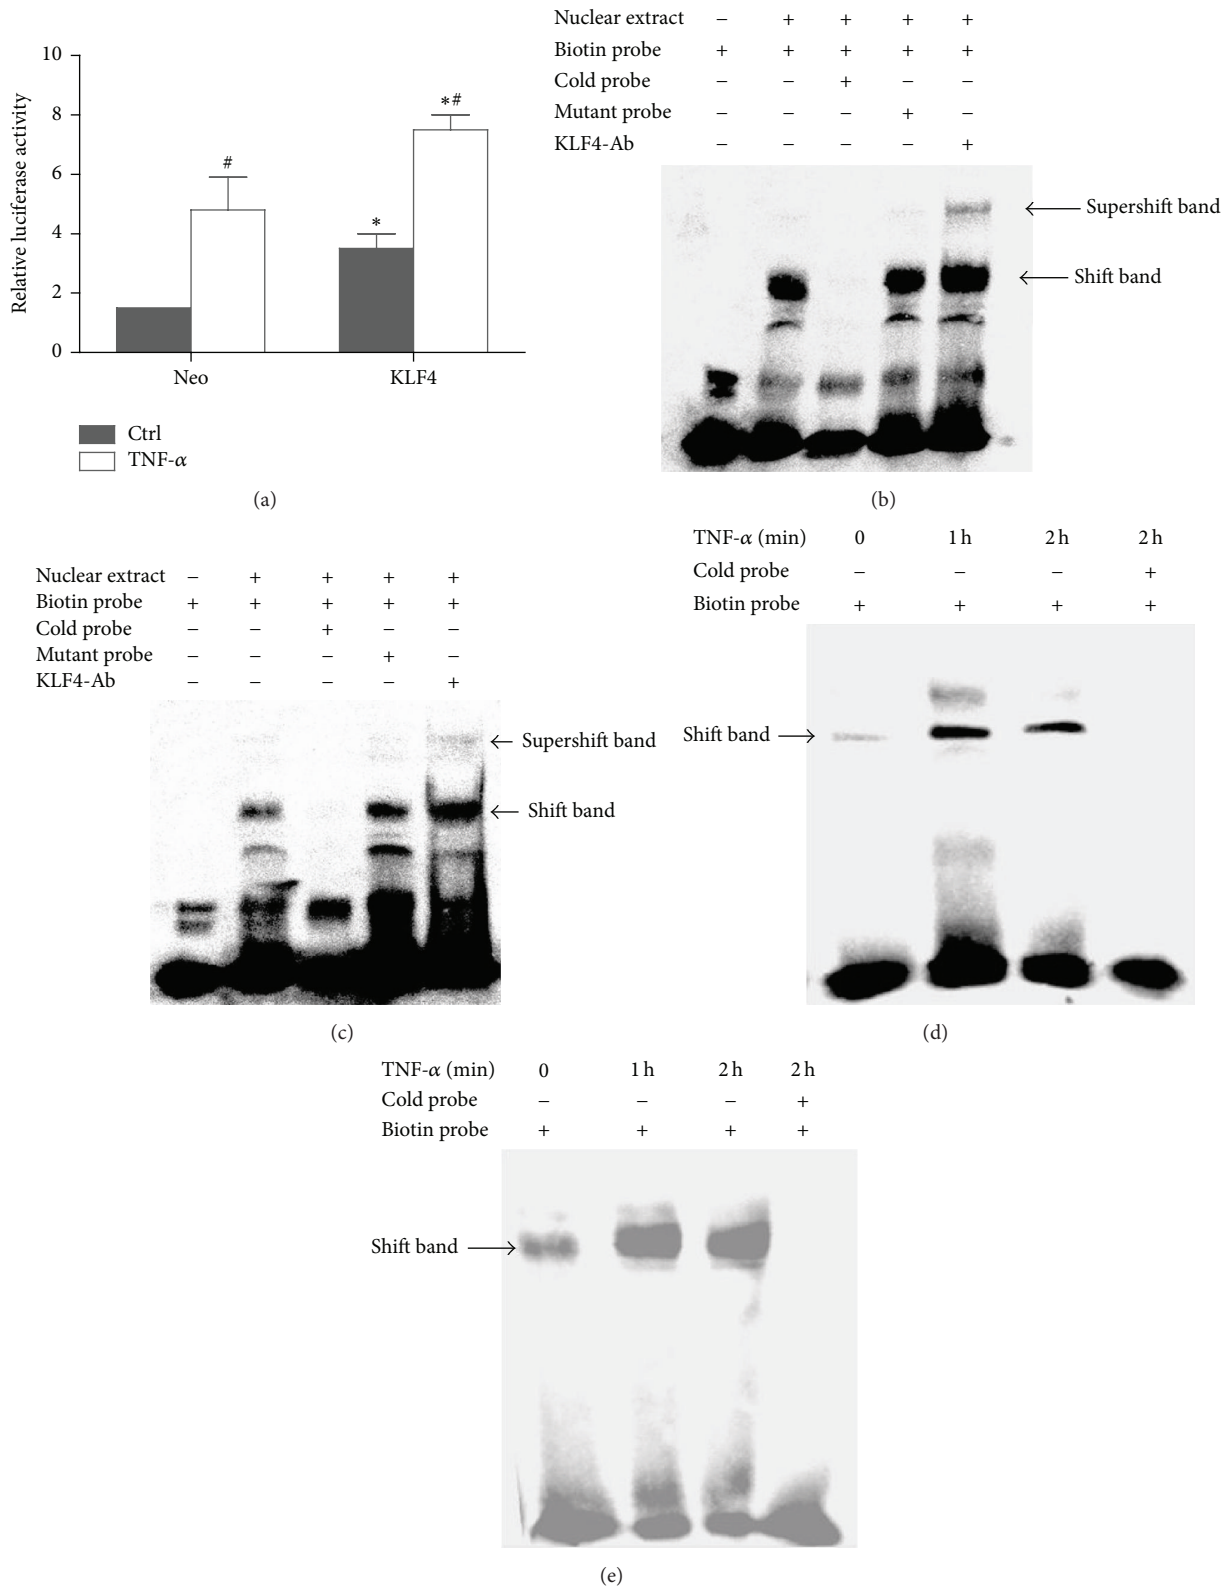 10
8
6
4
2
0
Relative luciferase activity
#
*
*#
Neo KLF4
Ctrl
TNF-α
(a)
Nuclear extract − + + + +
Biotin probe + + + + +
Cold probe − − + − −
Mutant probe − − − + −
KLF4-Ab − − − − +
Supershift band
Shift band
(b)
Nuclear extract − + + + +
Biotin probe + + + + +
Cold probe − − + − −
Mutant probe − − − + −
KLF4-Ab − − − − +
Supershift band
Shift band
(c)
TNF-α (min) 0 1 h 2 h 2 h
Cold probe − − − +
Biotin probe + + + +
Shift band
(d)
TNF-α (min) 0 1 h 2 h 2 h
Cold probe − − − +
Biotin probe + + + +
Shift band
(e)